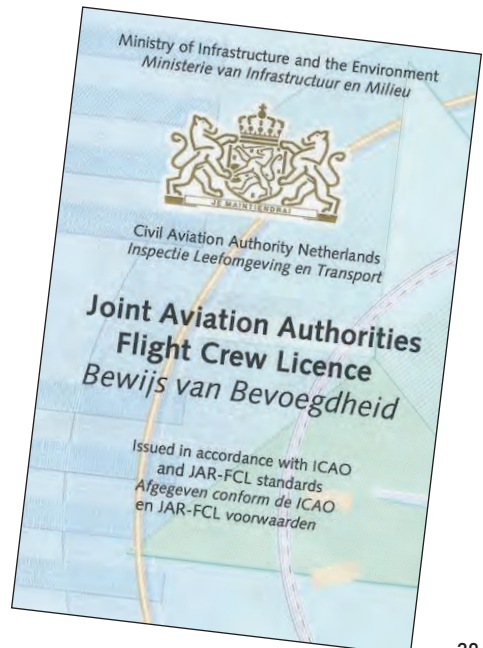 Ministry of Infrastructure and the Environment
Ministerie van Infrastructuur en Milieu
JE MAINTIENDRAI
Civil Aviation Authority Netherlands
Inspectie Leefomgeving en Transport
Joint Aviation Authorities
Flight Crew Licence
Bewijs van Bevoegdheid
Issued in accordance with ICAO
and JAR-FCL standards
Afgegeven conform de ICAO
en JAR-FCL voorwaarden